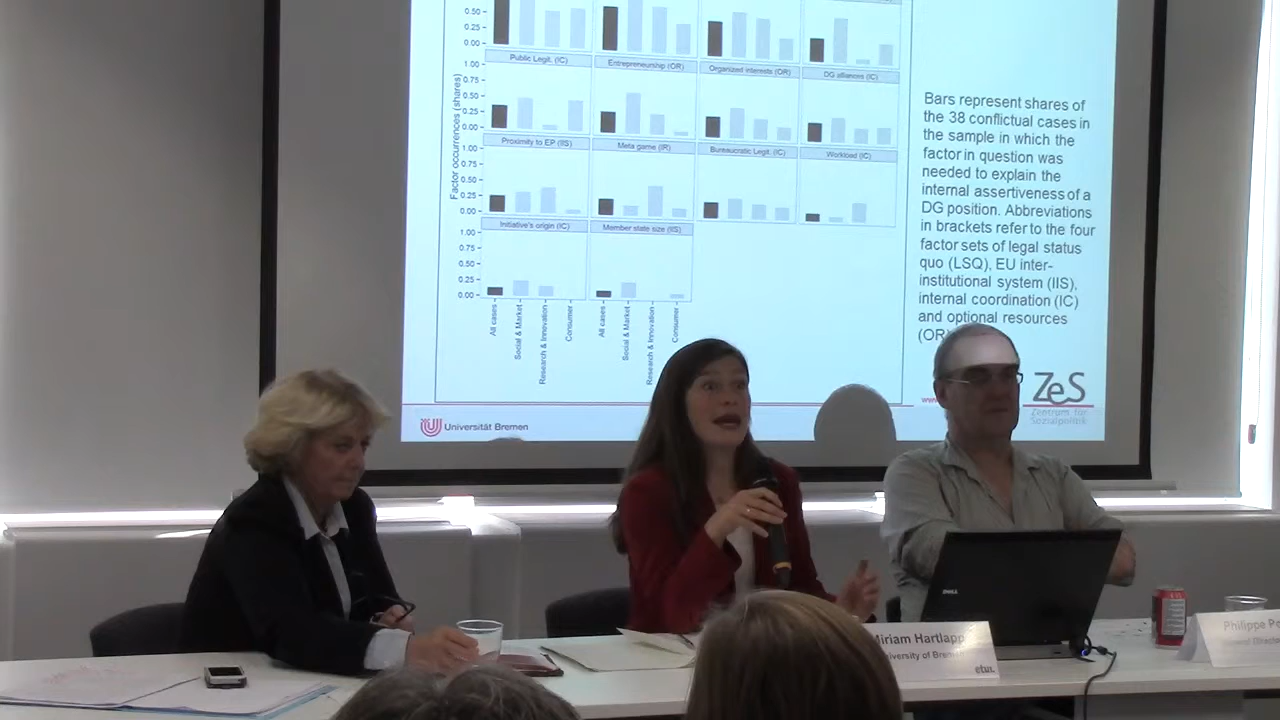 0.50
0.25
0.00
Public Legit. (IC)
Entrepreneurship (OR)
Organized interests (OR)
DG alliances (IC)
1.00
0.75
0.50
0.25
0.00
Proximity to EP (IIS)
Meta game (IR)
Bureaucratic Legit. (IC)
Workload (IC)
1.00
0.75
0.50
0.25
0.00
Initiative's origin (IC)
Member state size (IIS)
1.00
0.75
0.50
0.25
0.00
Factor occurrences (shares)
All cases
Social & Market
Research & Innovation
Consumer
All cases
Social & Market
Research & Innovation
Consumer
Bars represent shares of
the 38 conflictual cases in
the sample in which the
factor in question was
needed to explain the
internal assertiveness of a
DG position. Abbreviations
in brackets refer to the four
factor sets of legal status
quo (LSQ), EU inter-
institutional system (IIS),
internal coordination (IC)
and optional resources
(OR
Universität Bremen
ZeS
Zentrum für
Sozialpolitik
DELL
Miriam Hartlapp
University of Bremen
etui.
Philippe